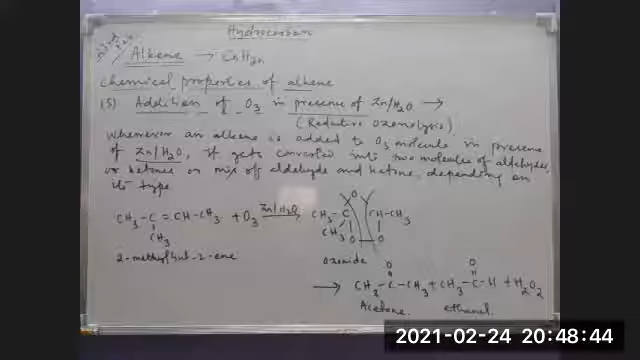 Hydrocarbon
Alkene → CnH2n
Chemical properties of alkene
(5) Addition of O3 in presence of Zn/H2O →
(Reductive ozonolysis)
Whenever an alkene is added to O3 molecule in presence
of Zn/H2O, it gets converted into two molecules of aldehydes
or ketones or mix of aldehyde and ketone, depending on
its type
CH3-C=CH-CH3 + O3 Zn/H2O
CH3
2-methylbut-2-ene
O
CH3-C CH-CH3
CH3 O O
ozonide
O O
→ CH3-C-CH3 + CH3-C-H + H2O2
Acetone ethanal
2021-02-24 20:48:44